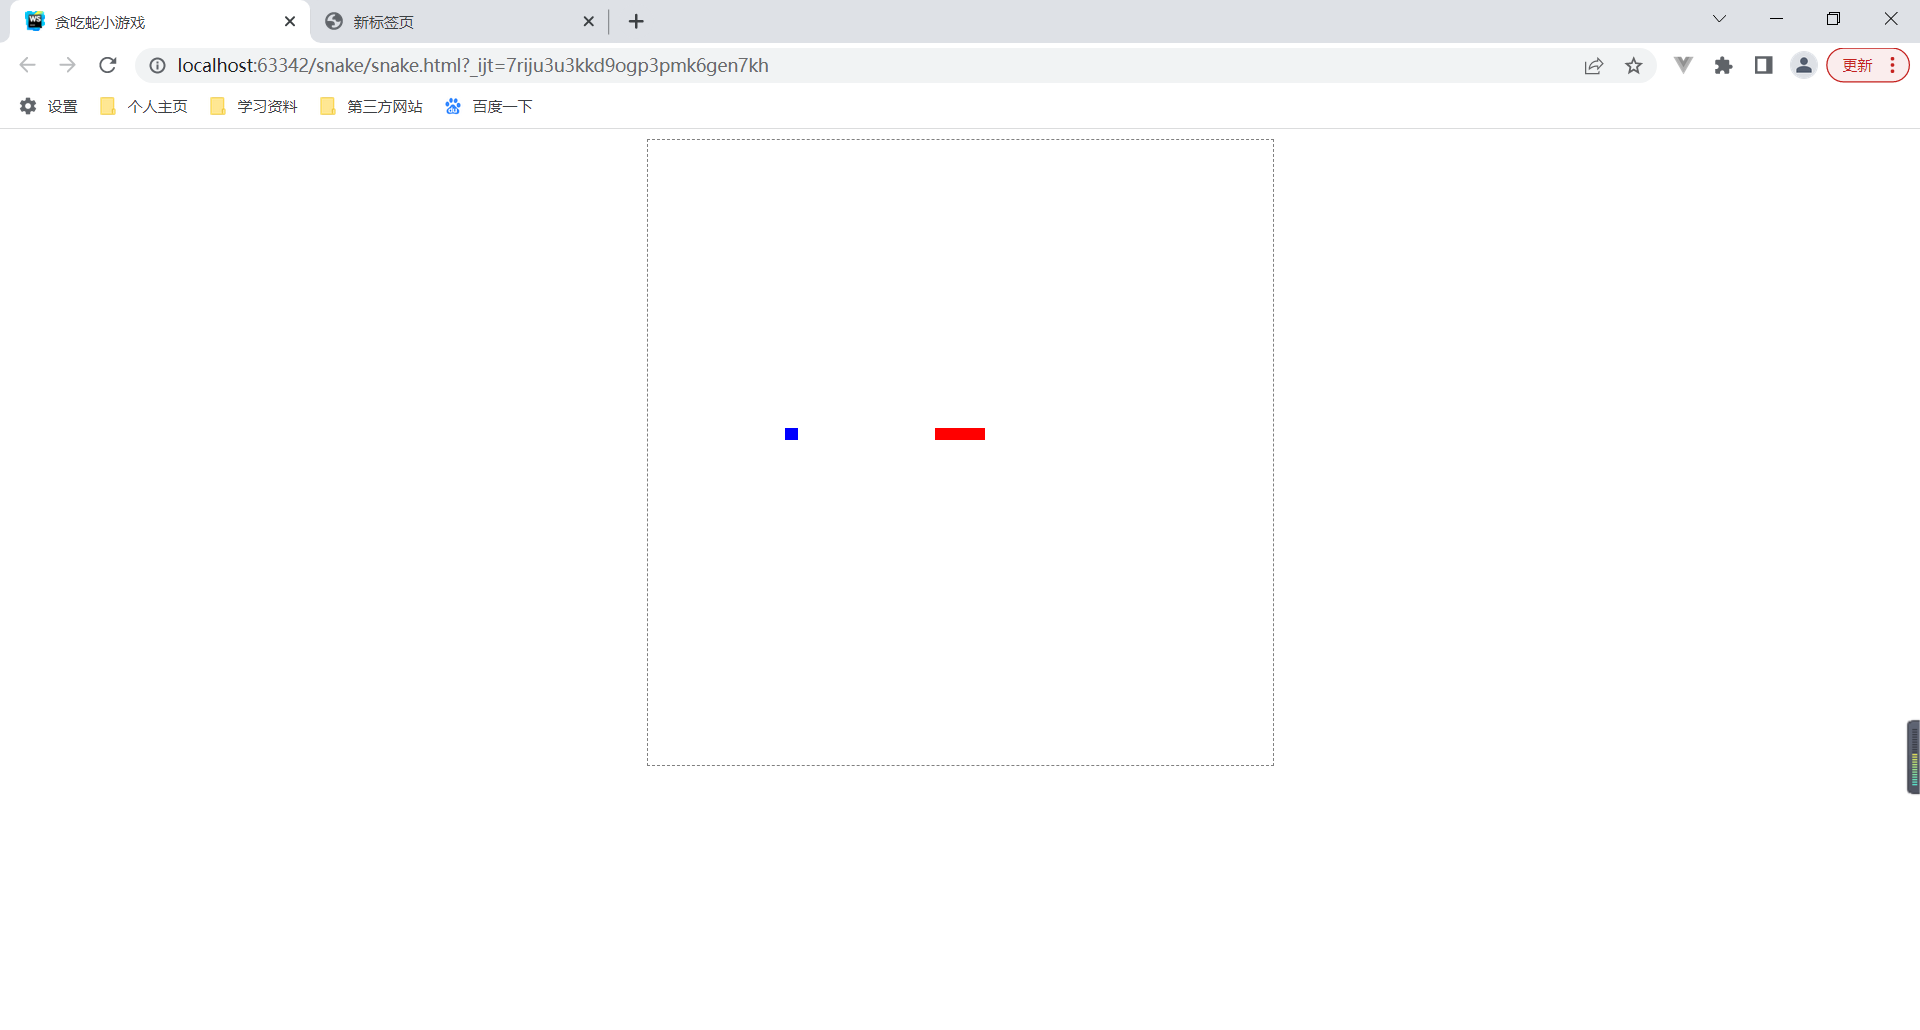 贪吃蛇小游戏
新标签页
localhost:63342/snake/snake.html?_ijt=7riju3u3kkd9ogp3pmk6gen7kh
更新
设置
个人主页
学习资料
第三方网站
百度一下